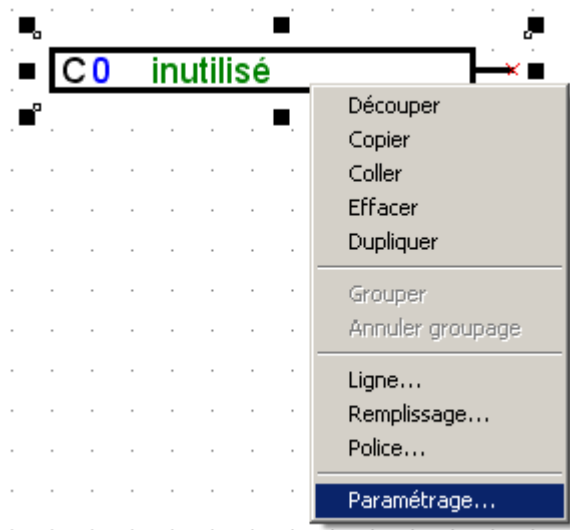 C 0 inutilisé
Découper
Copier
Coller
Effacer
Dupliquer
Grouper
Annuler groupage
Ligne...
Remplissage...
Police...
Paramétrage...